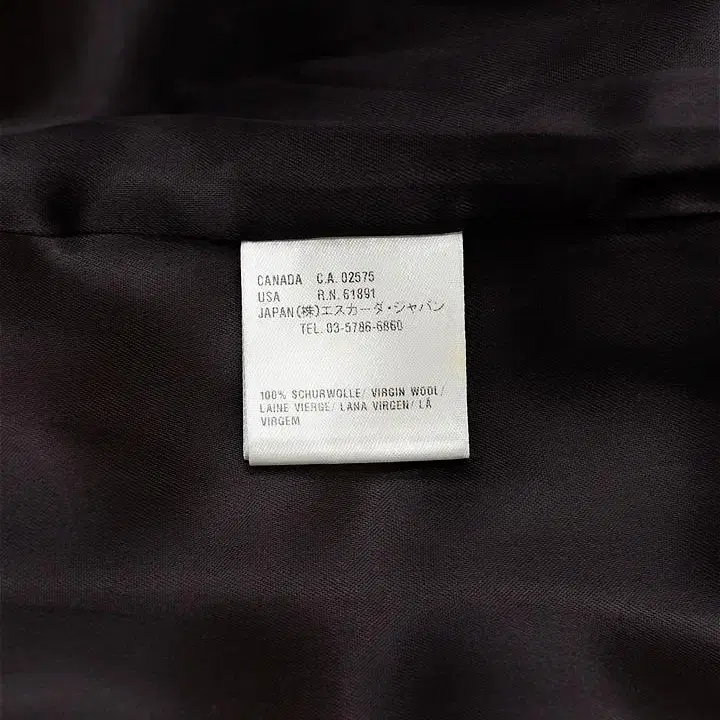 CANADA C.A. 02575
USA R.N. 61891
JAPAN(株)エスカーダ・ジャパン
TEL. 03-5786-6860
100% SCHURWOLLE/ VIRGIN WOOL/
LAINE VIERGE/ LANA VIRGEN/ LÃ
VIRGEM